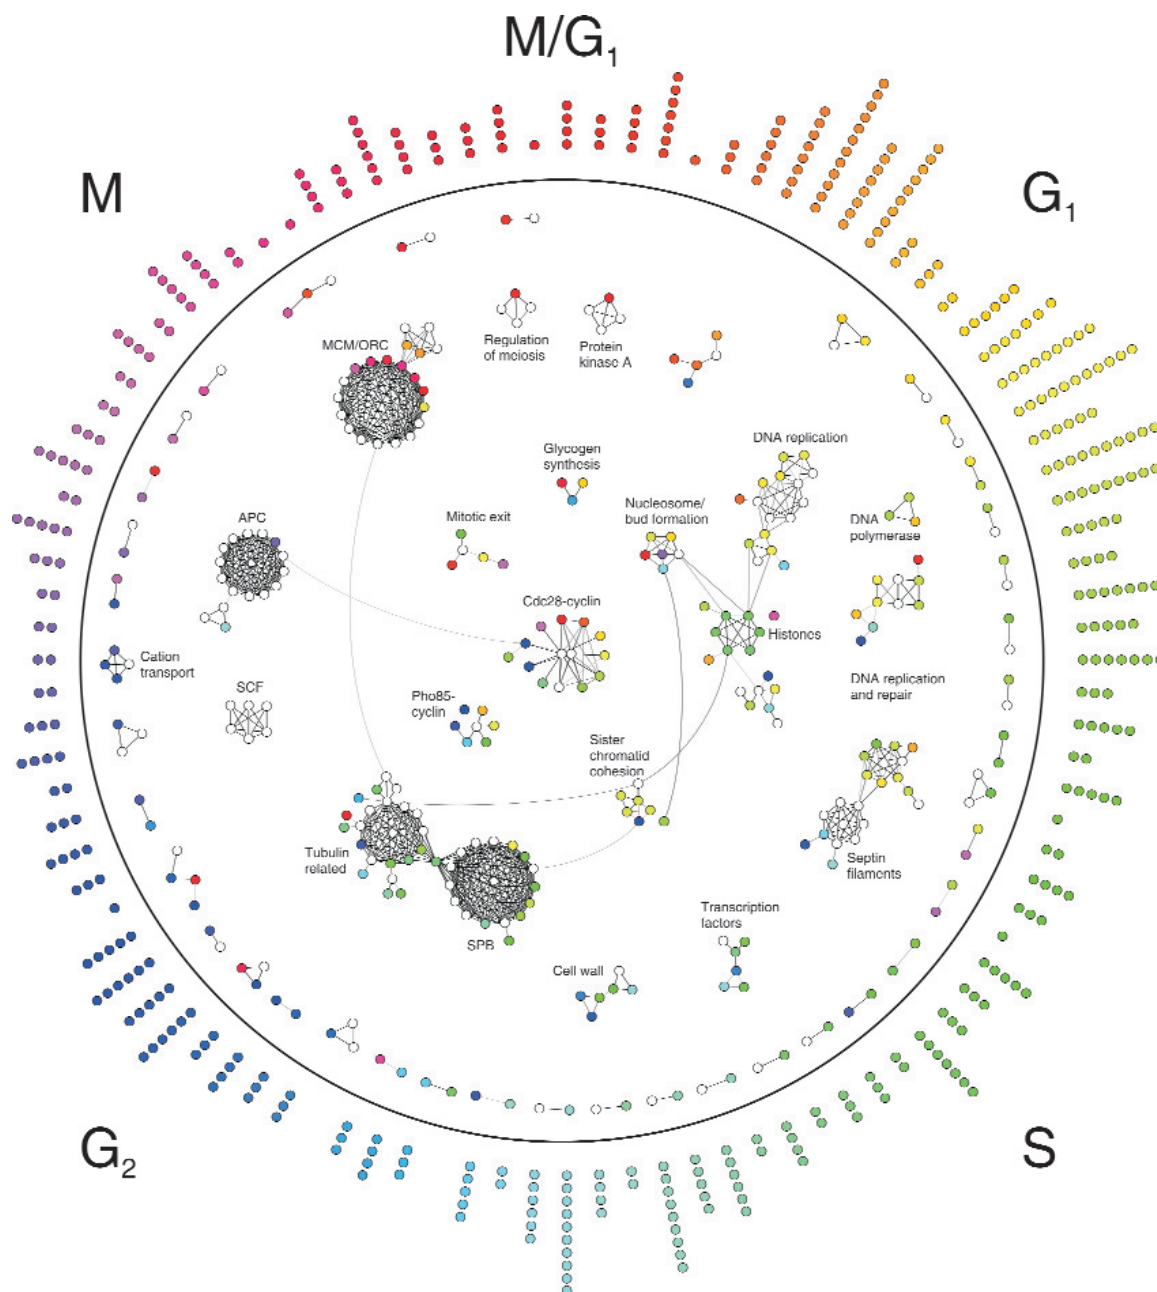 M/G1
M
G1
Regulation
of meiosis
Protein
kinase A
MCM/ORC
DNA replication
Glycogen
synthesis
Nucleosome/
bud formation
APC
Mitotic exit
DNA
polymerase
Cdc28-cyclin
Histones
Cation
transport
SCF
DNA replication
and repair
Pho85-
cyclin
Sister
chromatid
cohesion
Tubulin
related
Septin
filaments
Transcription
factors
SPB
Cell wall
G2
S